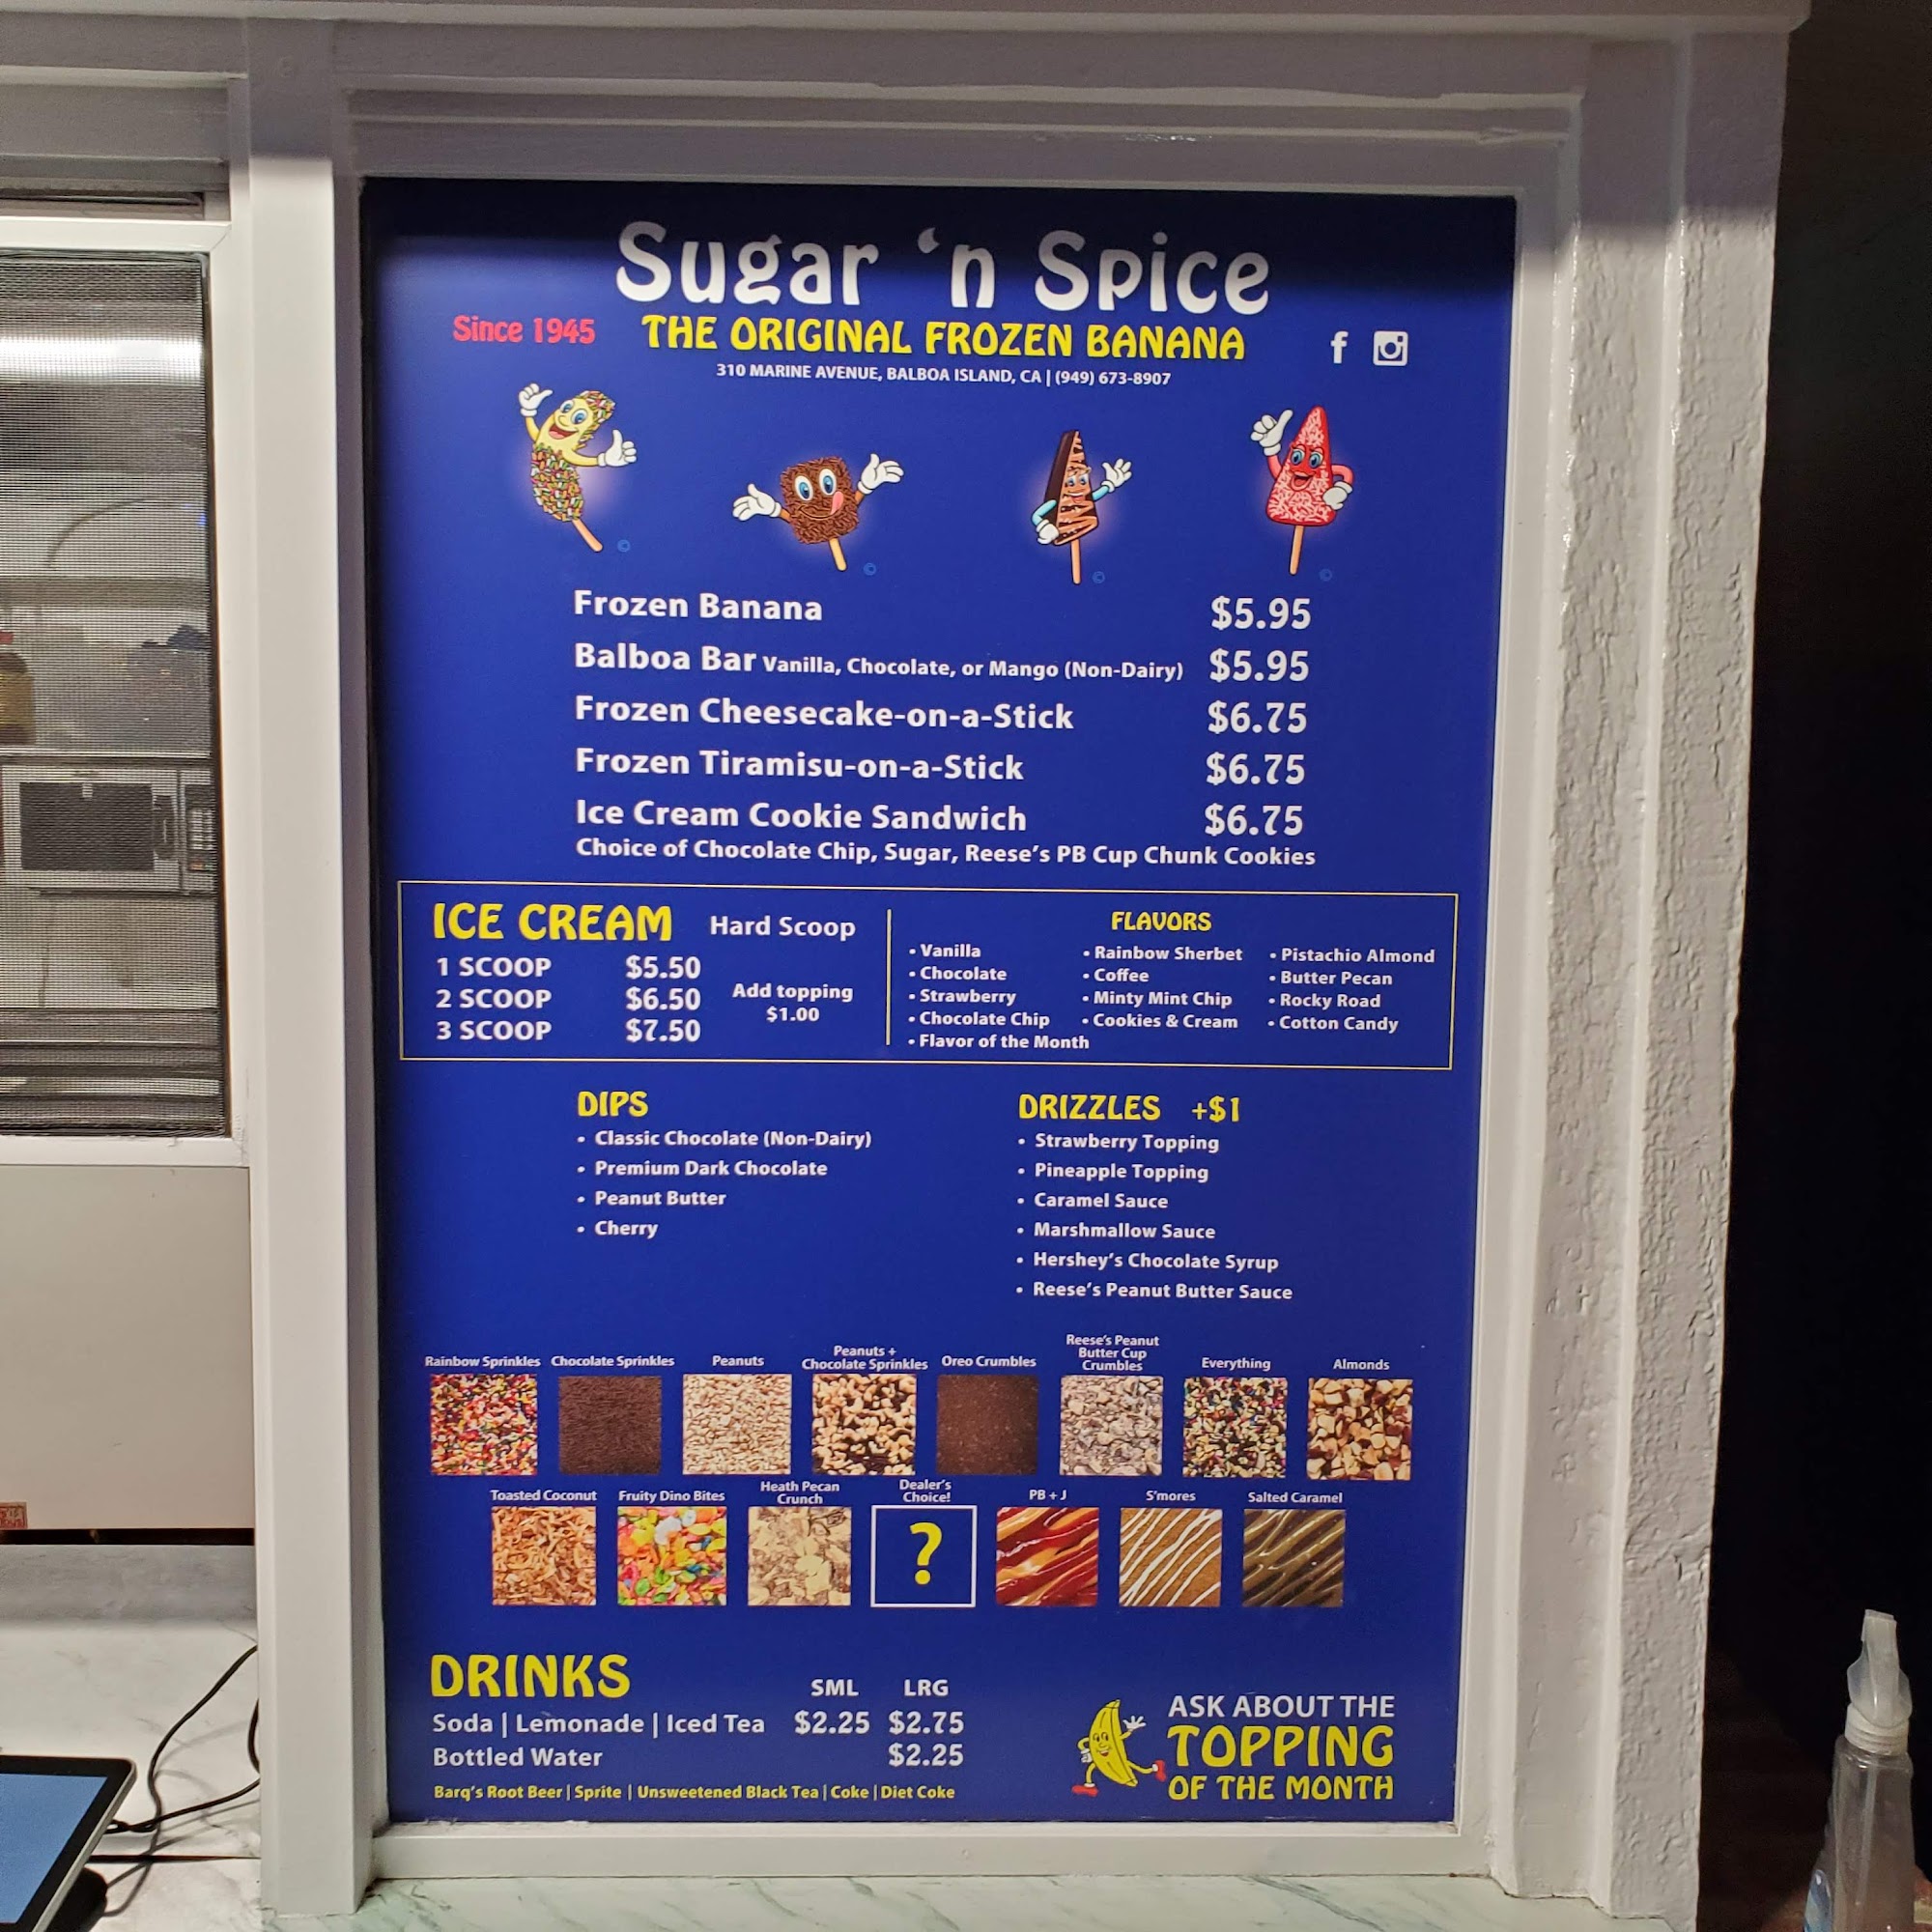 Sugar 'n Spice
Since 1945
THE ORIGINAL FROZEN BANANA
f
310 MARINE AVENUE, BALBOA ISLAND, CA | (949) 673-8907
©
©
©
©
Frozen Banana $5.95
Balboa Bar Vanilla, Chocolate, or Mango (Non-Dairy) $5.95
Frozen Cheesecake-on-a-Stick $6.75
Frozen Tiramisu-on-a-Stick $6.75
Ice Cream Cookie Sandwich $6.75
Choice of Chocolate Chip, Sugar, Reese's PB Cup Chunk Cookies
ICE CREAM Hard Scoop
1 SCOOP $5.50
2 SCOOP $6.50
3 SCOOP $7.50
Add topping
$1.00
FLAVORS
• Vanilla
• Chocolate
• Strawberry
• Chocolate Chip
• Flavor of the Month
• Rainbow Sherbet
• Coffee
• Minty Mint Chip
• Cookies & Cream
• Pistachio Almond
• Butter Pecan
• Rocky Road
• Cotton Candy
DIPS
• Classic Chocolate (Non-Dairy)
• Premium Dark Chocolate
• Peanut Butter
• Cherry
DRIZZLES +$1
• Strawberry Topping
• Pineapple Topping
• Caramel Sauce
• Marshmallow Sauce
• Hershey's Chocolate Syrup
• Reese's Peanut Butter Sauce
Rainbow Sprinkles
Chocolate Sprinkles
Peanuts
Peanuts +
Chocolate Sprinkles
Oreo Crumbles
Reese's Peanut
Butter Cup
Crumbles
Everything
Almonds
Toasted Coconut
Fruity Dino Bites
Heath Pecan
Crunch
Dealer's
Choice!
?
PB + J
S'mores
Salted Caramel
DRINKS SML LRG
Soda | Lemonade | Iced Tea $2.25 $2.75
Bottled Water $2.25
Barq's Root Beer | Sprite | Unsweetened Black Tea | Coke | Diet Coke
ASK ABOUT THE
TOPPING
OF THE MONTH